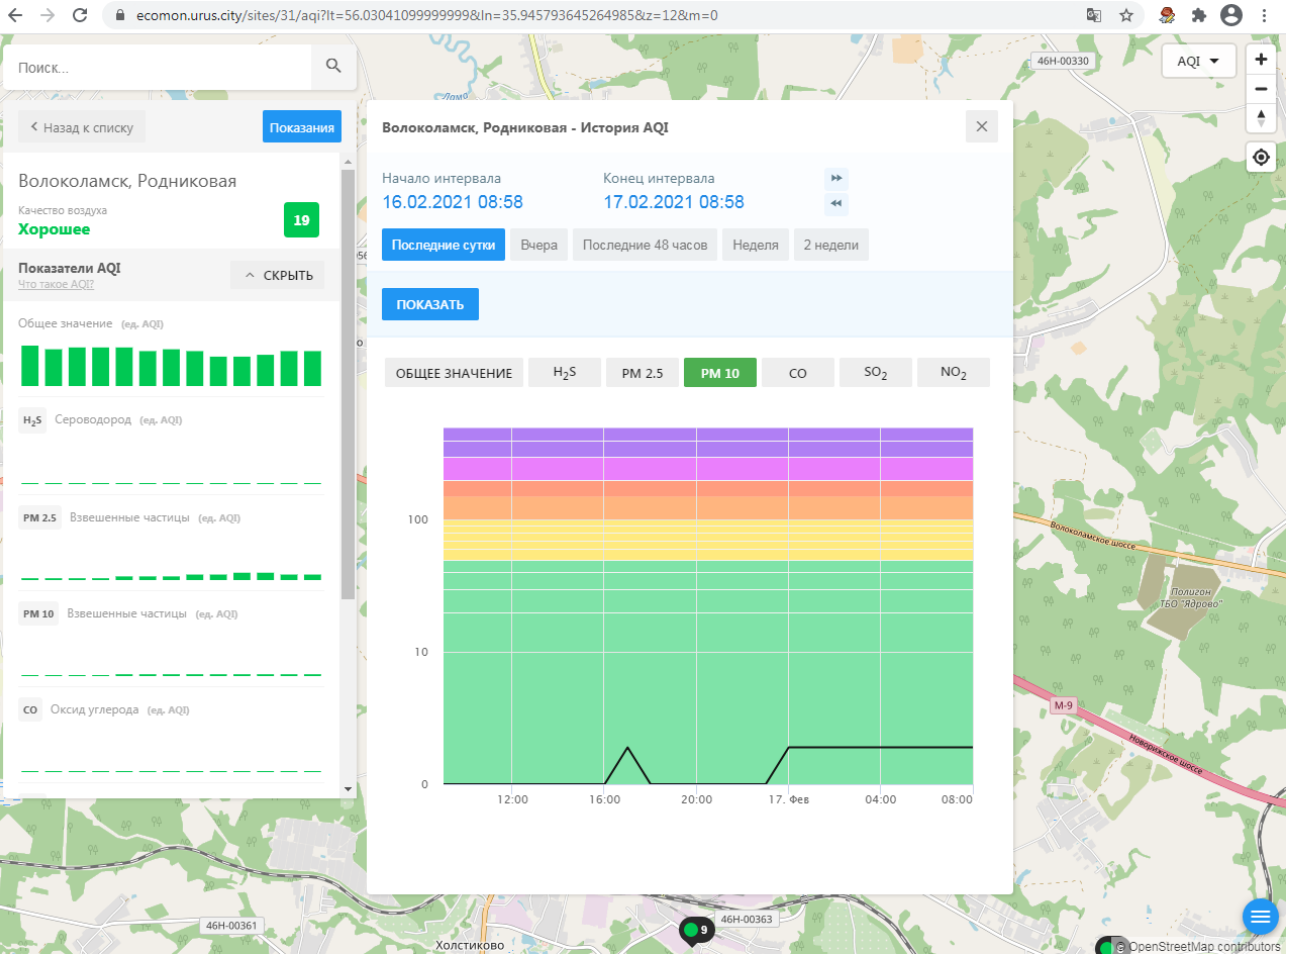 ecomon.urus.city/sites/31/aqi?lt=56.03041099999999&ln=35.945793645264985&z=12&m=0
Поиск...
Назад к списку
Показания
Волоколамск, Родниковая
Качество воздуха
Хорошее
19
Показатели AQI
Что такое AQI?
СКРЫТЬ
Общее значение (ед. AQI)
H2S Сероводород (ед. AQI)
PM 2.5 Взвешенные частицы (ед. AQI)
PM 10 Взвешенные частицы (ед. AQI)
CO Оксид углерода (ед. AQI)
Волоколамск, Родниковая - История AQI
Начало интервала
16.02.2021 08:58
Конец интервала
17.02.2021 08:58
Последние сутки
Вчера
Последние 48 часов
Неделя
2 недели
ПОКАЗАТЬ
ОБЩЕЕ ЗНАЧЕНИЕ
H2S
PM 2.5
PM 10
CO
SO2
NO2
100
10
0
12:00
16:00
20:00
17. Фев
04:00
08:00
46Н-00330
AQI
Лама
Волоколамское шоссе
Полигон
ТБО "Ядрово"
М-9
Новорижское шоссе
46Н-00361
46Н-00363
Холстиково
9
© OpenStreetMap contributors